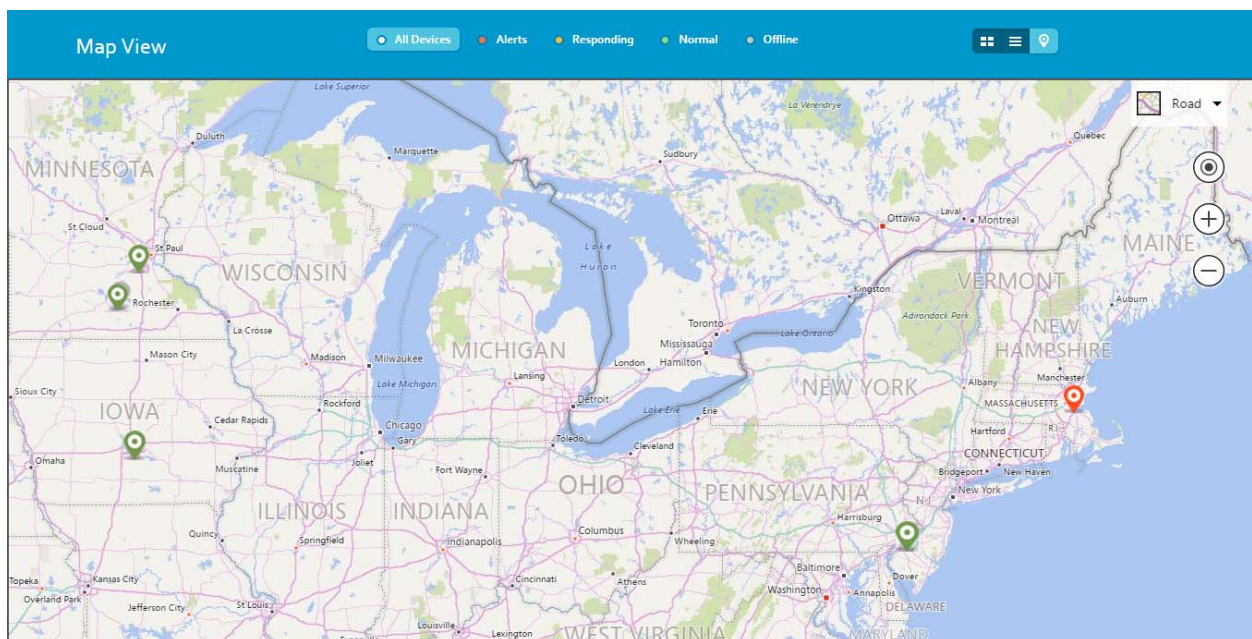 Map View
All Devices
Alerts
Responding
Normal
Offline
Road
Lake Superior
La Verendrye
Quebec
Duluth
Marquette
Sudbury
MINNESOTA
Ottawa
Laval
Montreal
St Cloud
St Paul
Lake
Huron
MAINE
WISCONSIN
VERMONT
Kingston
Rochester
Auburn
Adirondack Park
La Crosse
Toronto
Lake Ontario
NEW
HAMPSHIRE
Mississauga
Mason City
Madison
Milwaukee
MICHIGAN
London
Hamilton
Manchester
Lansing
NEW YORK
Albany
Sioux City
Lake Michigan
Detroit
MASSACHUSETTS
IOWA
Rockford
Lake Erie
Erie
Cedar Rapids
Chicago
Hartford
R I
Gary
Toledo
Cleveland
CONNECTICUT
Omaha
Muscatine
Joliet
Fort Wayne
Bridgeport
New Haven
OHIO
PENNSYLVANIA
New York
N J
ILLINOIS
INDIANA
Harrisburg
Quincy
Springfield
Indianapolis
Columbus
Wheeling
Baltimore
Topeka
Kansas City
Cincinnati
Athens
Dover
Overland Park
Washington
Annapolis
Jefferson City
St Louis
DELAWARE
Louisville
Lexington
WEST VIRGINIA
MARYLAND